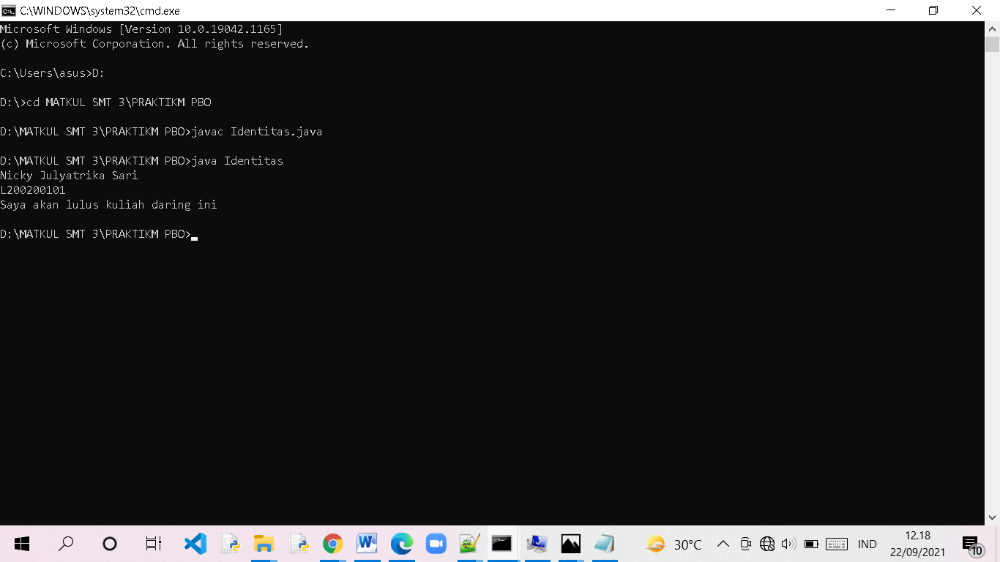 C:\WINDOWS\system32\cmd.exe
Microsoft Windows [Version 10.0.19042.1165]
(c) Microsoft Corporation. All rights reserved.
C:\Users\asus>D:
D:\>cd MATKUL SMT 3\PRAKTIKM PBO
D:\MATKUL SMT 3\PRAKTIKM PBO>javac Identitas.java
D:\MATKUL SMT 3\PRAKTIKM PBO>java Identitas
Nicky Julyatrika Sari
L200200101
Saya akan lulus kuliah daring ini
D:\MATKUL SMT 3\PRAKTIKM PBO>
30°C
IND
12.18
22/09/2021
10